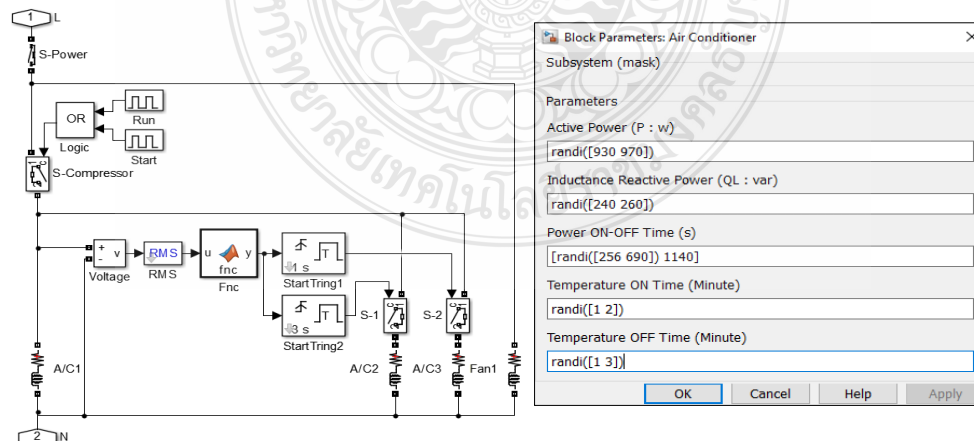 1 L
S-Power
OR
Logic
Run
Start
S-Compressor
+
-
v
Voltage
RMS
RMS
u fnc y
Fnc
1 s
T
StartTring1
3 s
T
StartTring2
S-1
S-2
A/C1
A/C2
A/C3
Fan1
2 N
Block Parameters: Air Conditioner
Subsystem (mask)
Parameters
Active Power (P : w)
randi([930 970])
Inductance Reactive Power (QL : var)
randi([240 260])
Power ON-OFF Time (s)
[randi([256 690]) 1140]
Temperature ON Time (Minute)
randi([1 2])
Temperature OFF Time (Minute)
randi([1 3])
OK Cancel Help Apply